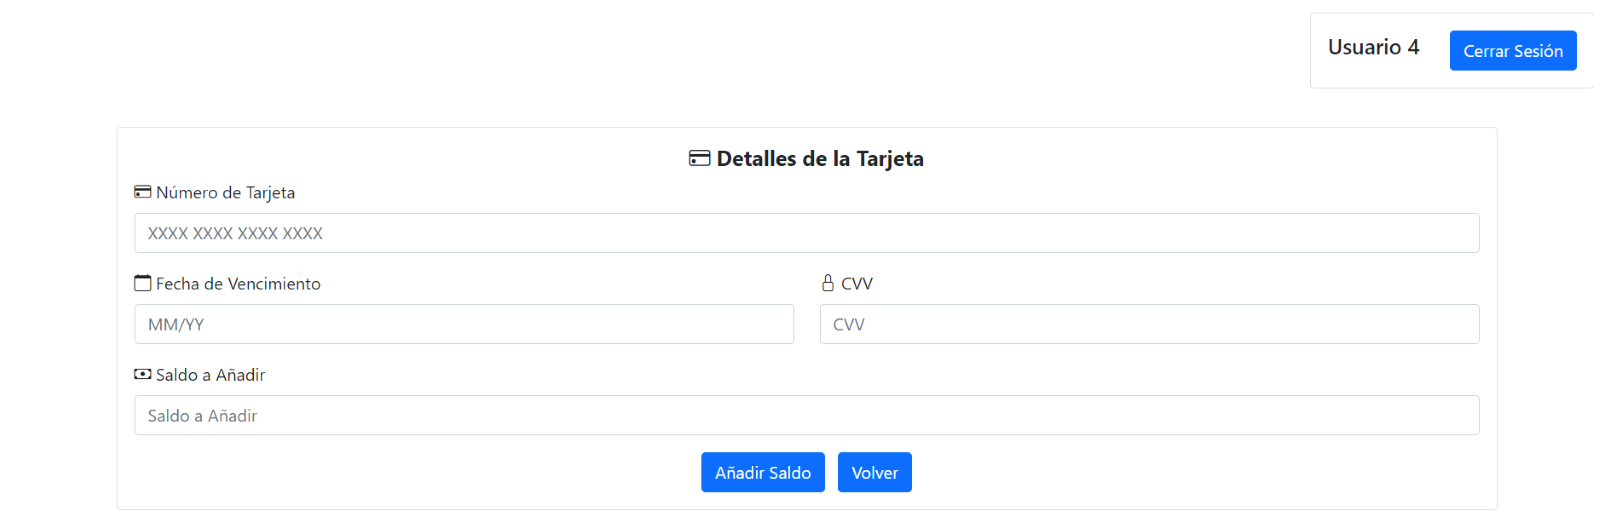 Usuario 4
Cerrar Sesión
Detalles de la Tarjeta
Número de Tarjeta
XXXX XXXX XXXX XXXX
Fecha de Vencimiento
CVV
MM/YY
CVV
Saldo a Añadir
Saldo a Añadir
Añadir Saldo
Volver